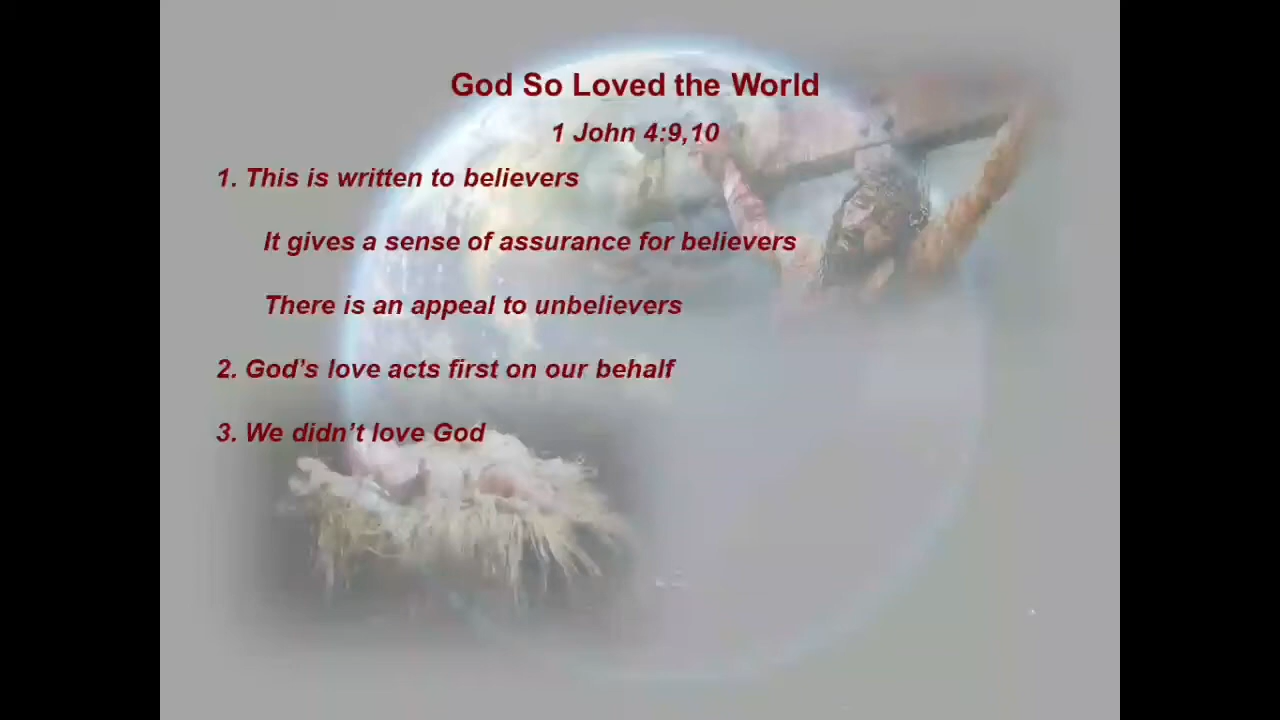 God So Loved the World
1 John 4:9,10
1. This is written to believers
It gives a sense of assurance for believers
There is an appeal to unbelievers
2. God’s love acts first on our behalf
3. We didn’t love God